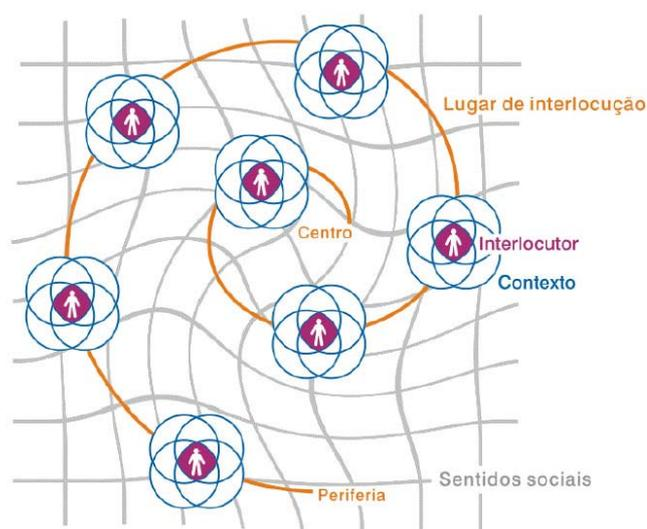 Lugar de interlocução
Centro
Interlocutor
Contexto
Sentidos sociais
Periferia